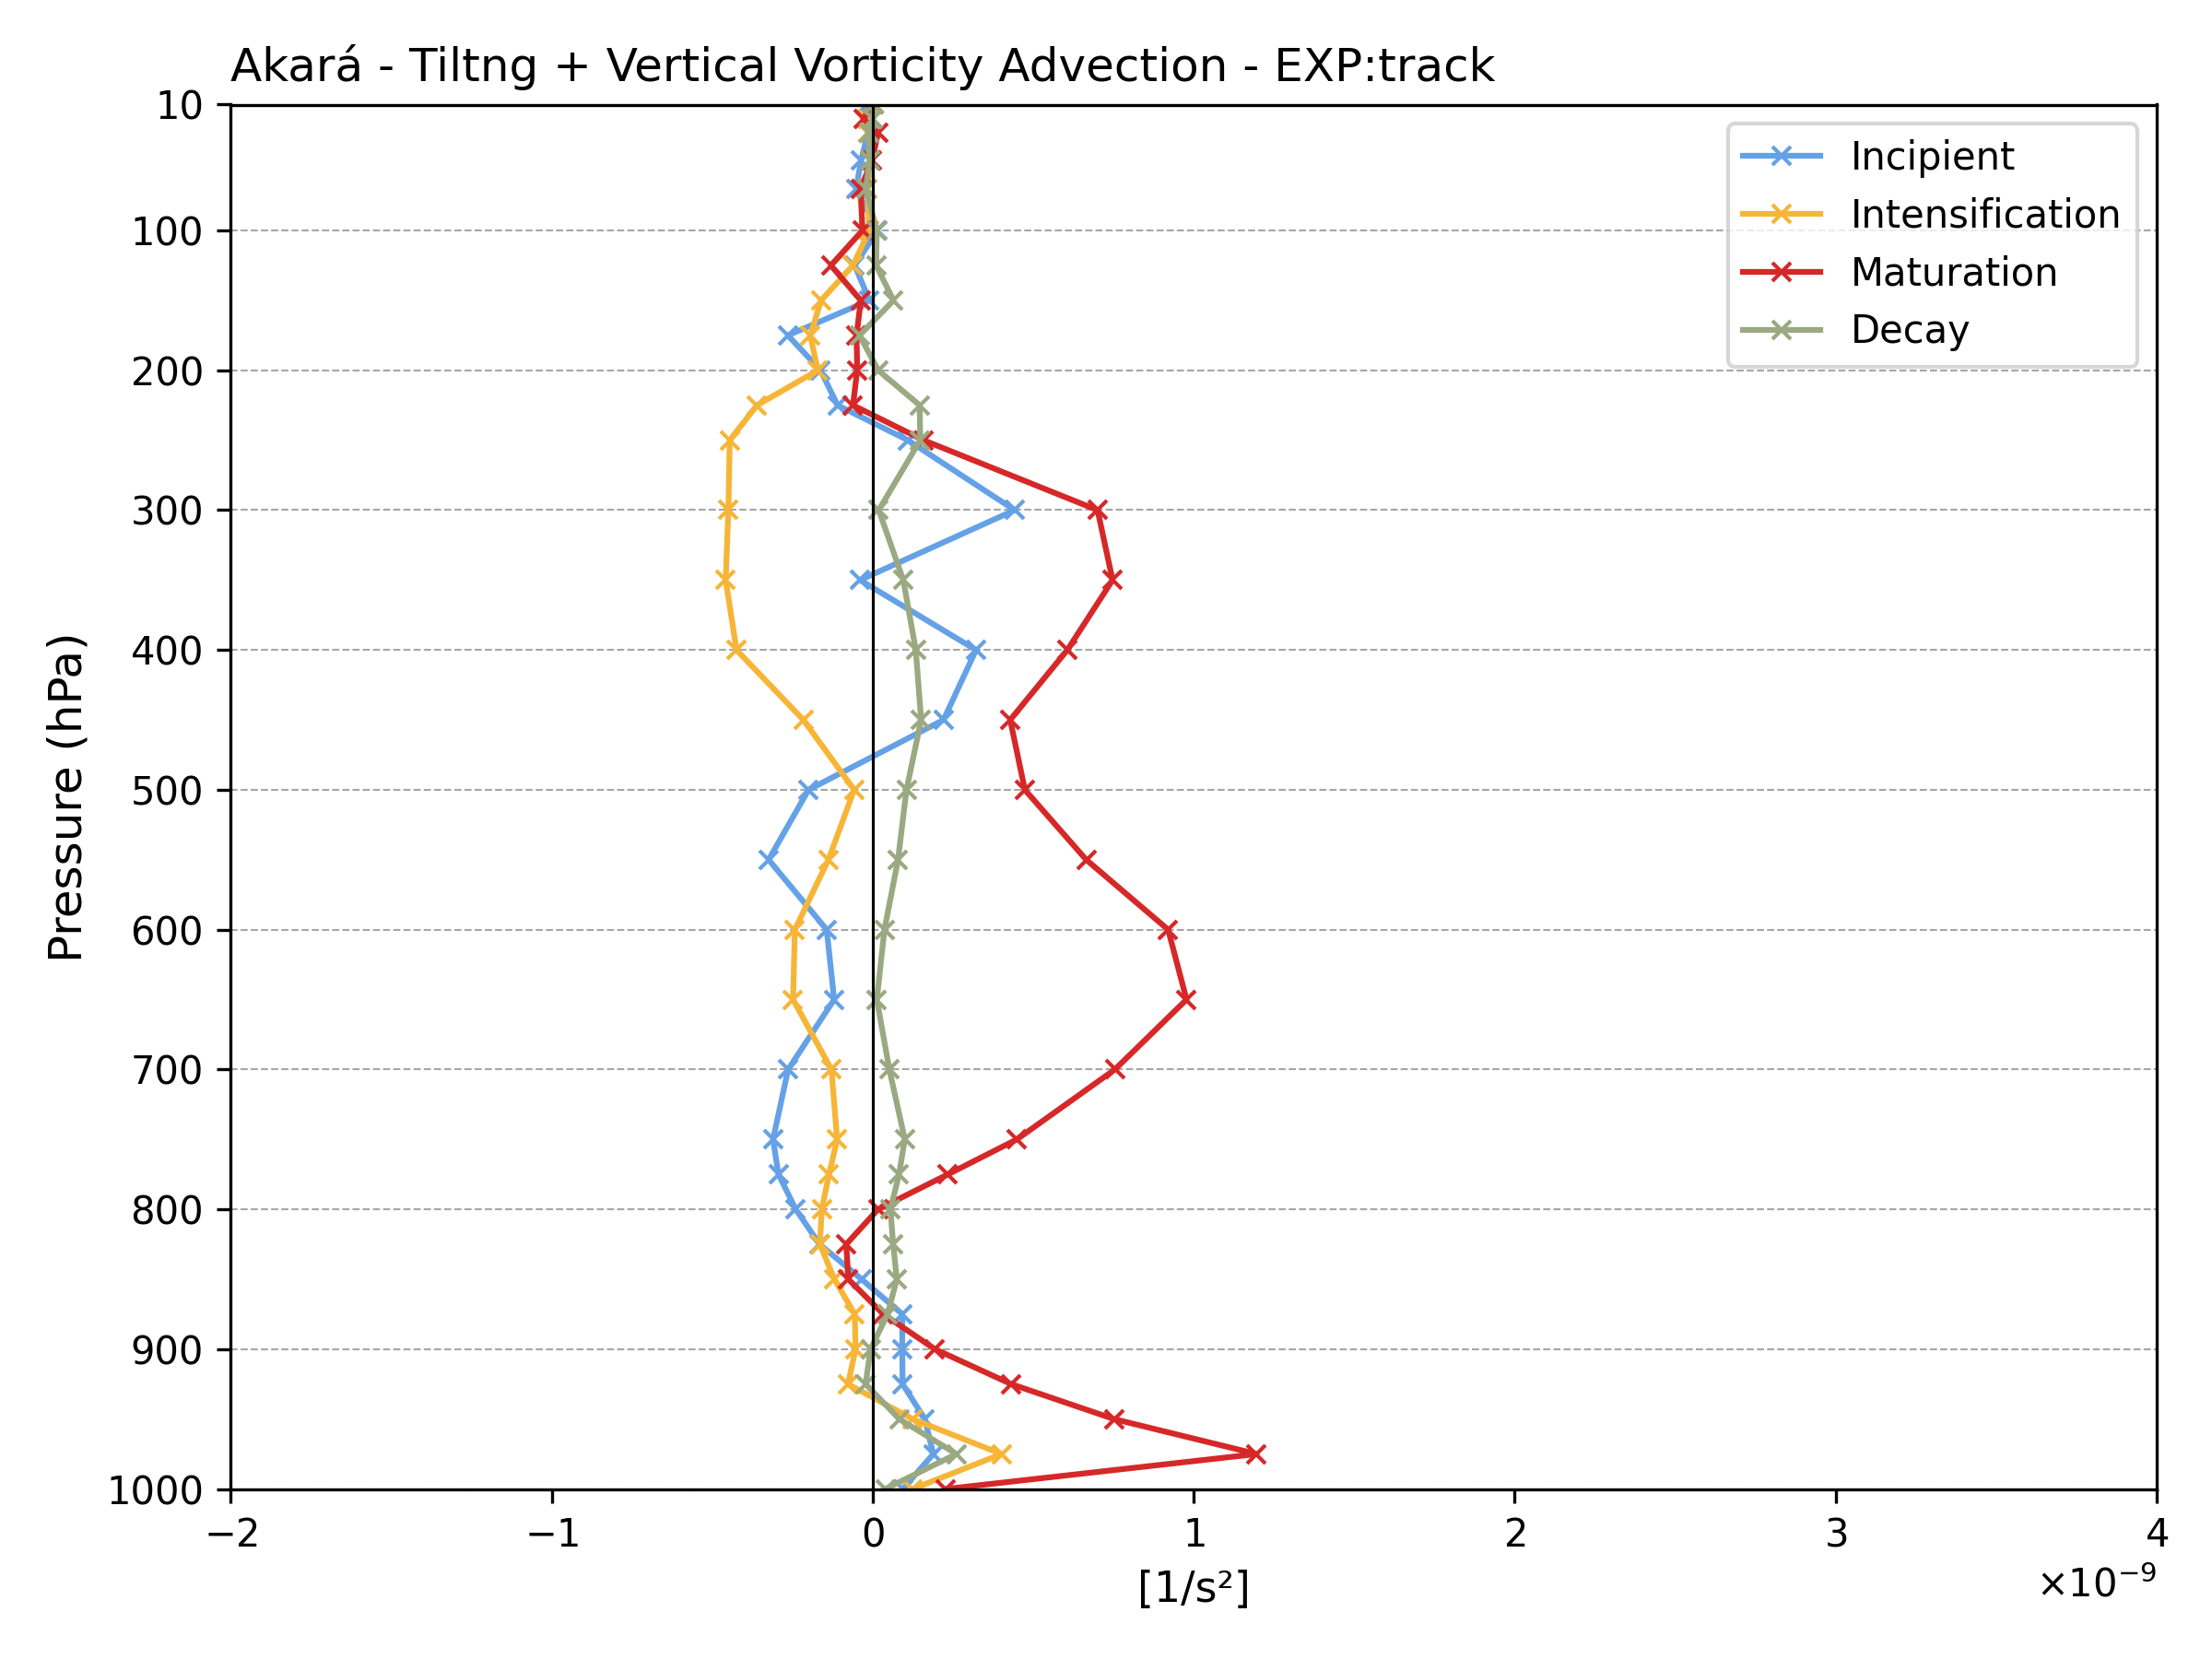 Akará - Tiltng + Vertical Vorticity Advection - EXP:track
Incipient
Intensification
Maturation
Decay
Pressure (hPa)
10
100
200
300
400
500
600
700
800
900
1000
−2 −1 0 1 2 3 4
[1/s²]
×10⁻⁹